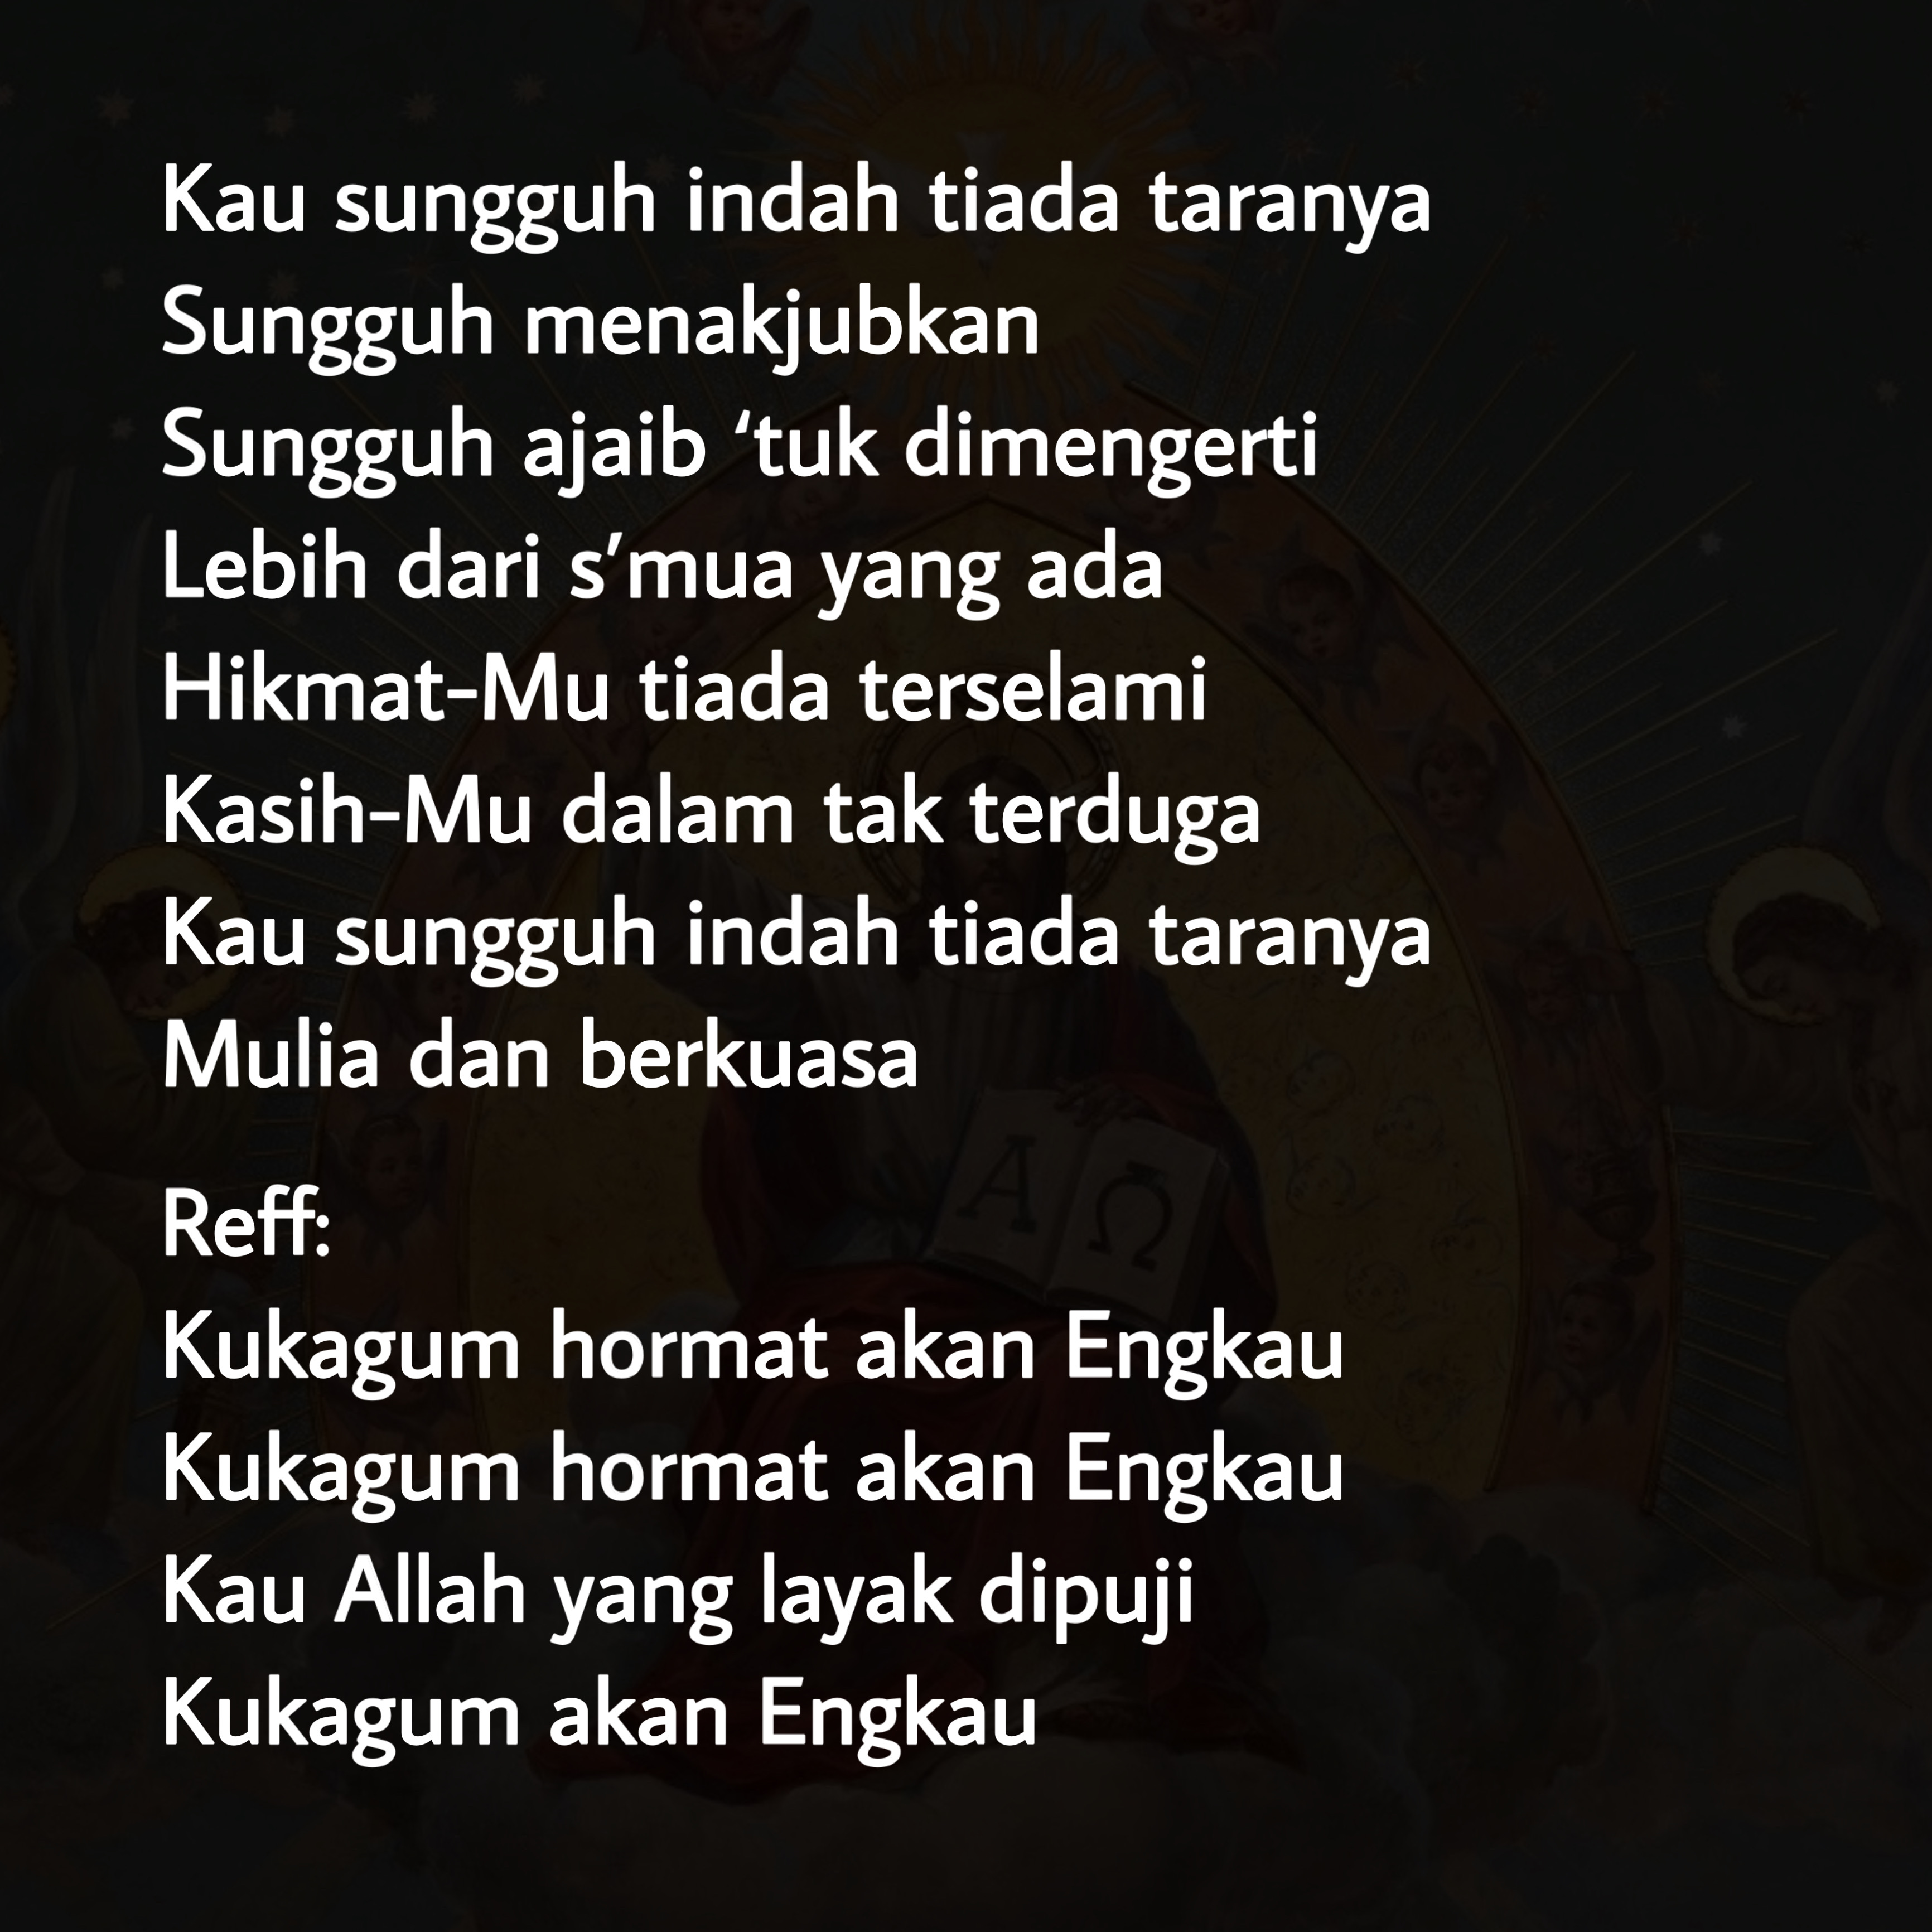 Kau sungguh indah tiada taranya
Sungguh menakjubkan
Sungguh ajaib ‘tuk dimengerti
Lebih dari s’mua yang ada
Hikmat-Mu tiada terselami
Kasih-Mu dalam tak terduga
Kau sungguh indah tiada taranya
Mulia dan berkuasa
Reff:
Kukagum hormat akan Engkau
Kukagum hormat akan Engkau
Kau Allah yang layak dipuji
Kukagum akan Engkau
Α Ω